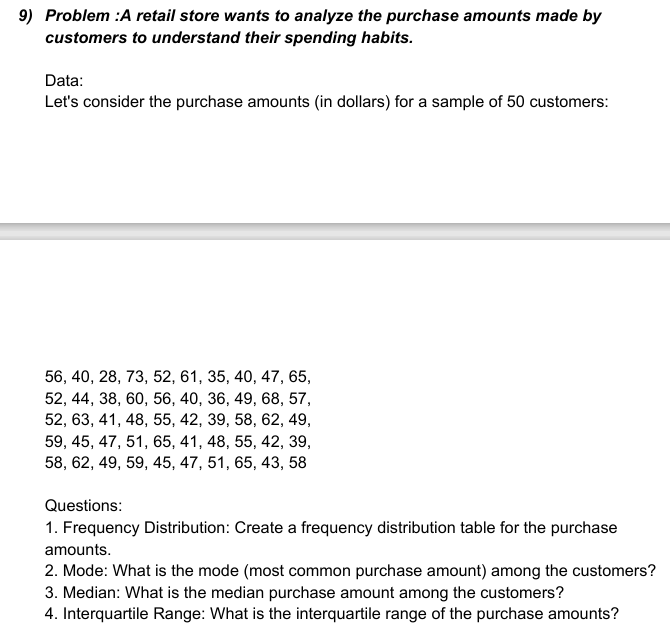 9) Problem :A retail store wants to analyze the purchase amounts made by
customers to understand their spending habits.
Data:
Let's consider the purchase amounts (in dollars) for a sample of 50 customers:
56, 40, 28, 73, 52, 61, 35, 40, 47, 65,
52, 44, 38, 60, 56, 40, 36, 49, 68, 57,
52, 63, 41, 48, 55, 42, 39, 58, 62, 49,
59, 45, 47, 51, 65, 41, 48, 55, 42, 39,
58, 62, 49, 59, 45, 47, 51, 65, 43, 58
Questions:
1. Frequency Distribution: Create a frequency distribution table for the purchase
amounts.
2. Mode: What is the mode (most common purchase amount) among the customers?
3. Median: What is the median purchase amount among the customers?
4. Interquartile Range: What is the interquartile range of the purchase amounts?